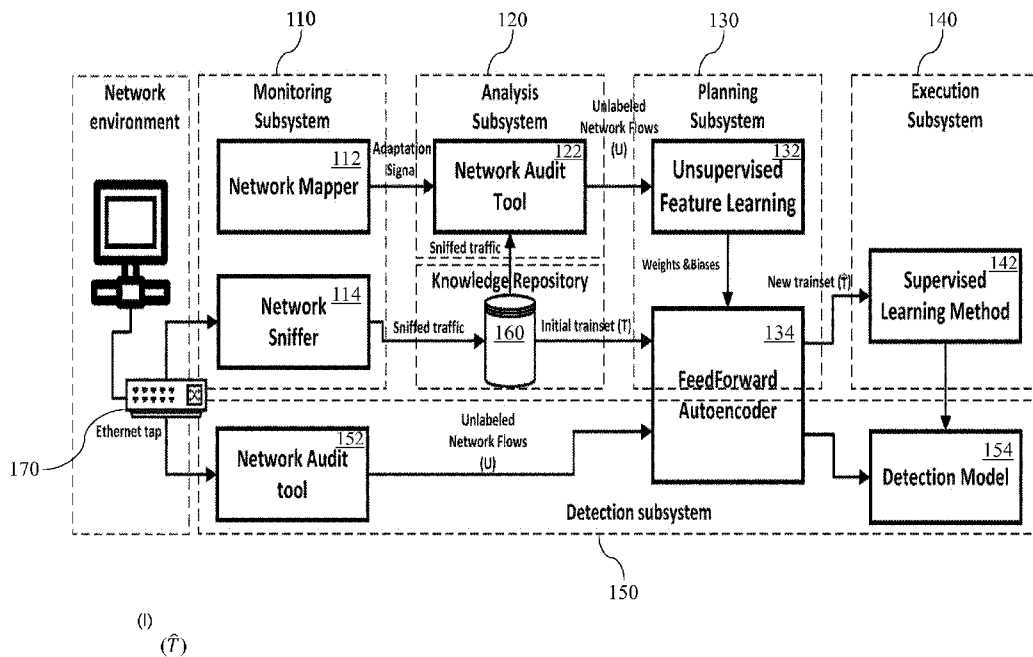 110
120
130
140
Network
environment
Monitoring
Subsystem
Analysis
Subsystem
Unlabeled
Network Flows
(U)
Planning
Subsystem
Execution
Subsystem
112
Network Mapper
Adaptation
Signal
122
Network Audit
Tool
132
Unsupervised
Feature Learning
Sniffed traffic
Knowledge Repository
Weights &Biases
114
Network
Sniffer
Sniffed traffic
160
Initial trainset (T)
134
FeedForward
Autoencoder
New trainset (T̂)
142
Supervised
Learning Method
Ethernet tap
170
152
Network Audit
tool
Unlabeled
Network Flows
(U)
154
Detection Model
Detection subsystem
150
(l)
(T̂)